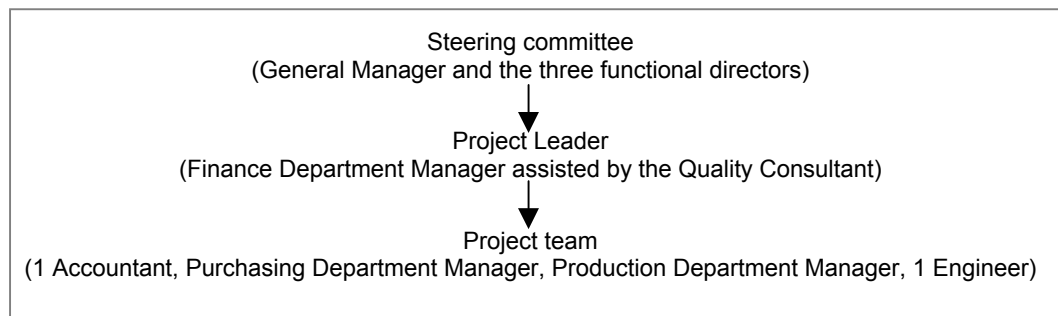 Steering committee
(General Manager and the three functional directors)
Project Leader
(Finance Department Manager assisted by the Quality Consultant)
Project team
(1 Accountant, Purchasing Department Manager, Production Department Manager, 1 Engineer)